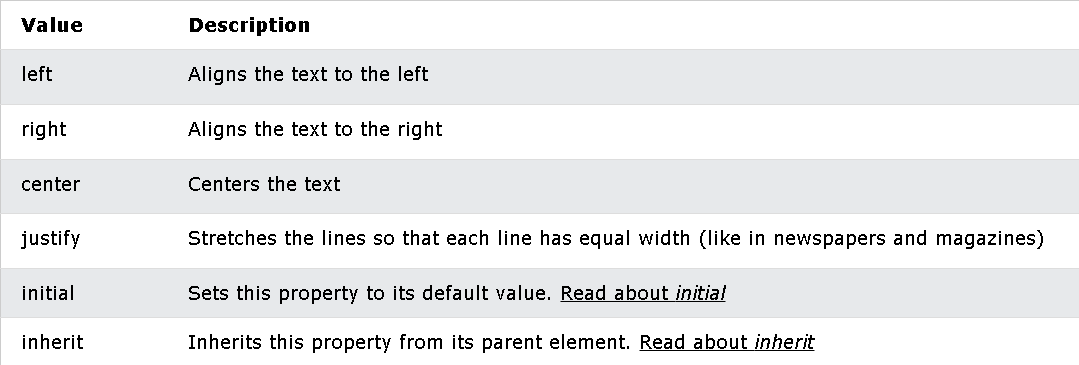 Value Description
left Aligns the text to the left
right Aligns the text to the right
center Centers the text
justify Stretches the lines so that each line has equal width (like in newspapers and magazines)
initial Sets this property to its default value. Read about initial
inherit Inherits this property from its parent element. Read about inherit